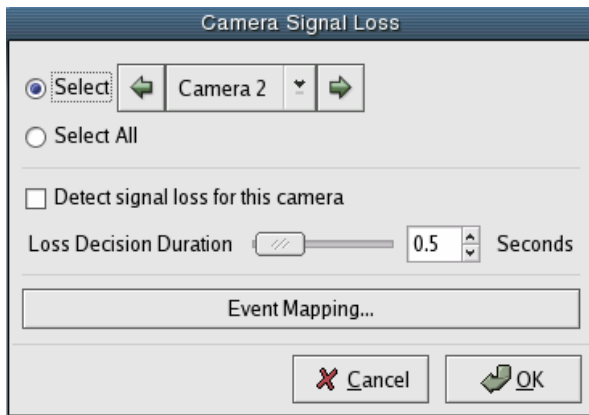 Camera Signal Loss
Select Camera 2
Select All
Detect signal loss for this camera
Loss Decision Duration 0.5 Seconds
Event Mapping...
Cancel OK